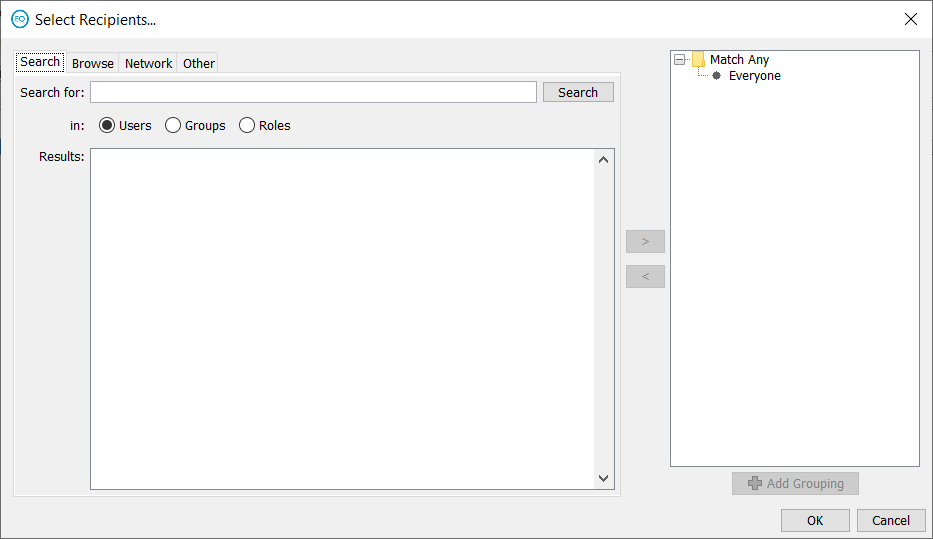 EQ Select Recipients...
Search Browse Network Other
Search for: Search
in: Users Groups Roles
Results:
>
<
Match Any
Everyone
Add Grouping
OK Cancel